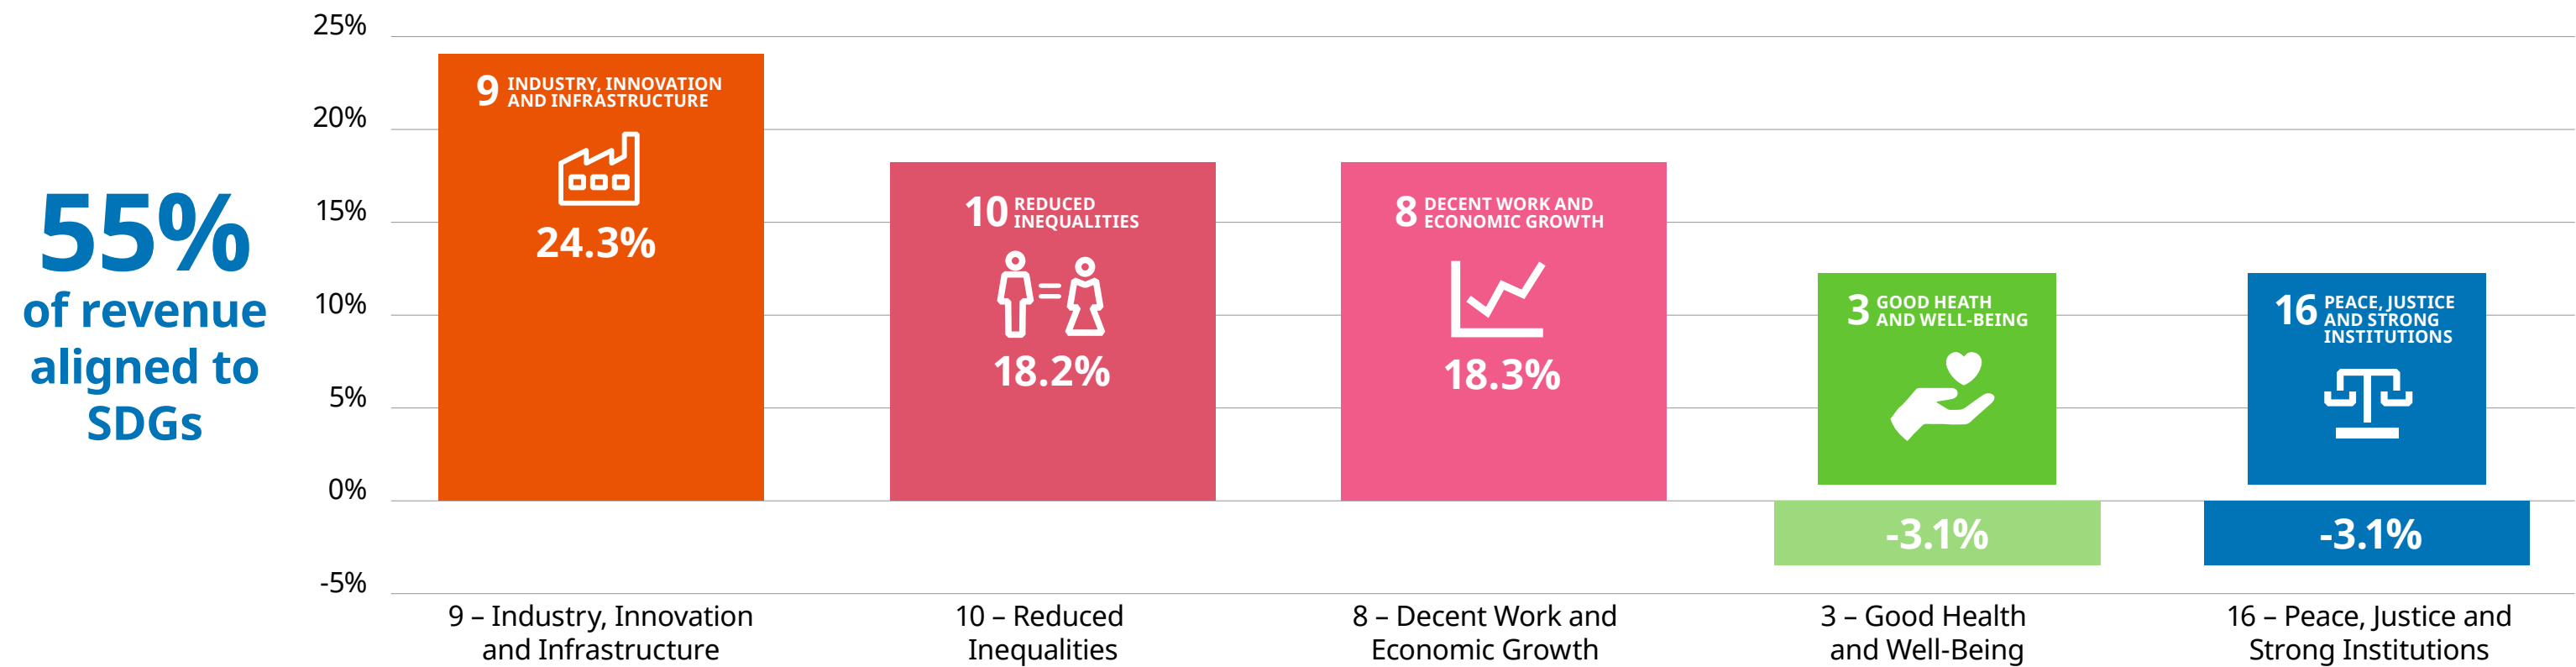 55%
of revenue
aligned to
SDGs
25%
20%
15%
10%
5%
0%
-5%
9 INDUSTRY, INNOVATION
AND INFRASTRUCTURE
24.3%
10 REDUCED
INEQUALITIES
18.2%
8 DECENT WORK AND
ECONOMIC GROWTH
18.3%
3 GOOD HEATH
AND WELL-BEING
-3.1%
16 PEACE, JUSTICE
AND STRONG
INSTITUTIONS
-3.1%
9 – Industry, Innovation
and Infrastructure
10 – Reduced
Inequalities
8 – Decent Work and
Economic Growth
3 – Good Health
and Well-Being
16 – Peace, Justice and
Strong Institutions